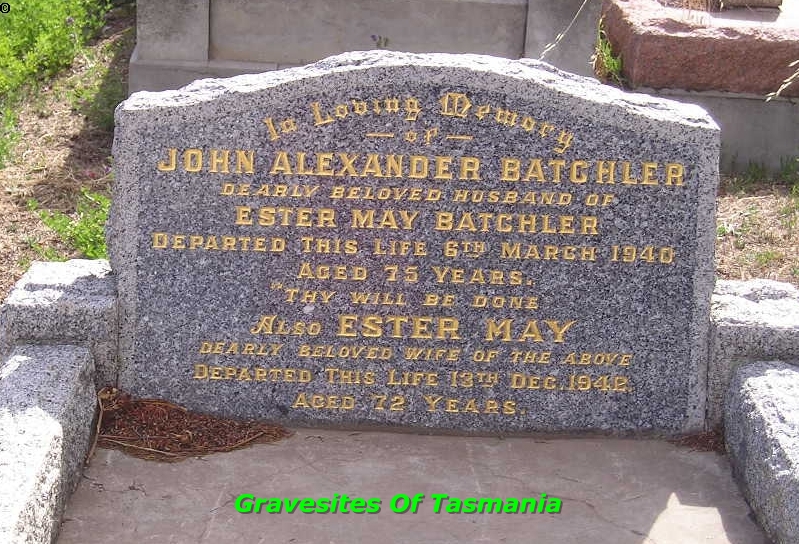 ©
In Loving Memory
— of —
JOHN ALEXANDER BATCHLER
DEARLY BELOVED HUSBAND OF
ESTER MAY BATCHLER
DEPARTED THIS LIFE 6TH MARCH 1940
AGED 75 YEARS.
"THY WILL BE DONE
Also ESTER MAY
DEARLY BELOVED WIFE OF THE ABOVE
DEPARTED THIS LIFE 13TH DEC. 1942.
AGED 72 YEARS.
Gravesites Of Tasmania